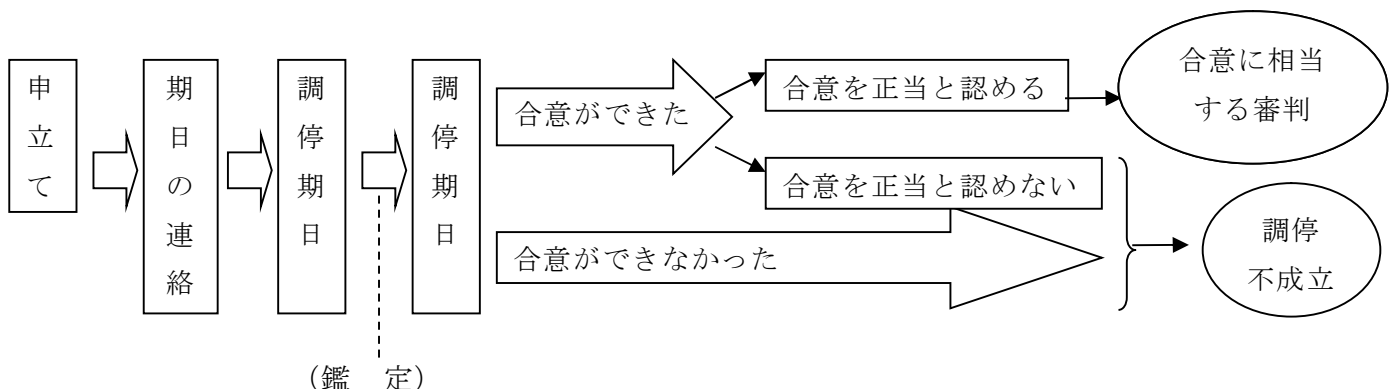 申立て
期日の連絡
調停期日
調停期日
合意ができた
合意を正当と認める
合意に相当
する審判
合意を正当と認めない
合意ができなかった
調停
不成立
（鑑　定）